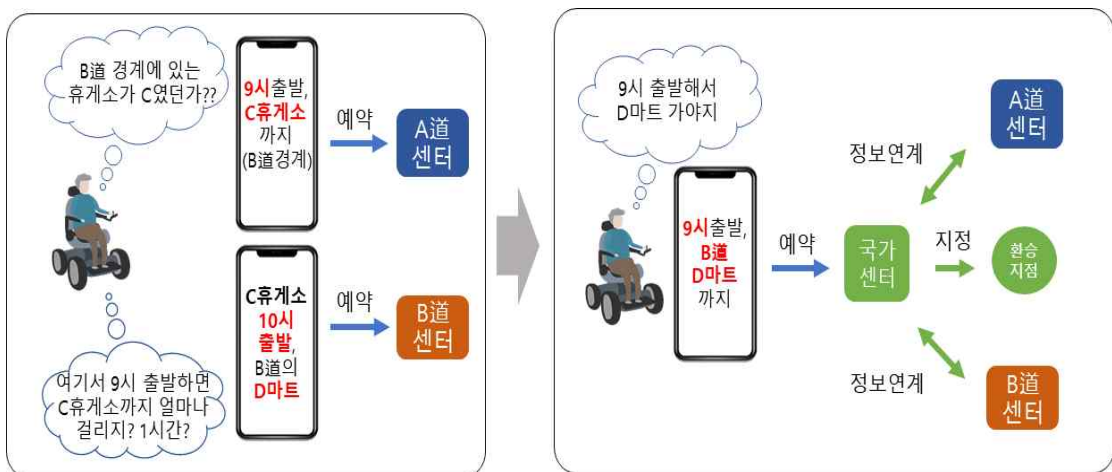 B道 경계에 있는
휴게소가 C였던가??
9시출발,
C휴게소
까지
(B道경계)
예약
A道
센터
C휴게소
10시
출발,
B道의
D마트
예약
B道
센터
여기서 9시 출발하면
C휴게소까지 얼마나
걸리지? 1시간?
9시 출발해서
D마트 가야지
9시출발,
B道
D마트
까지
예약
국가
센터
정보연계
A道
센터
지정
환승
지점
정보연계
B道
센터